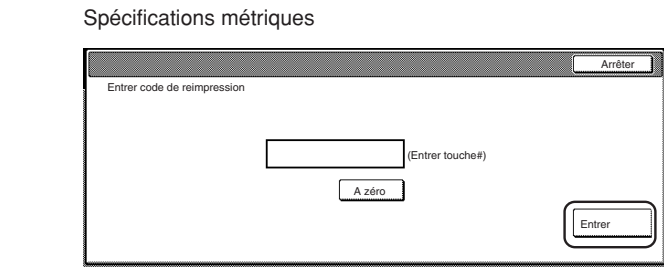 Spécifications métriques
Arrêter
Entrer code de reimpression
(Entrer touche#)
A zéro
Entrer